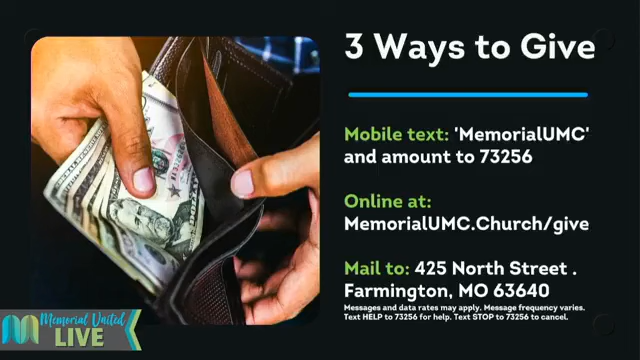 3 Ways to Give
Mobile text: 'MemorialUMC'
and amount to 73256
Online at:
MemorialUMC.Church/give
Mail to: 425 North Street .
Farmington, MO 63640
Messages and data rates may apply. Message frequency varies.
Text HELP to 73256 for help. Text STOP to 73256 to cancel.
Memorial United
LIVE